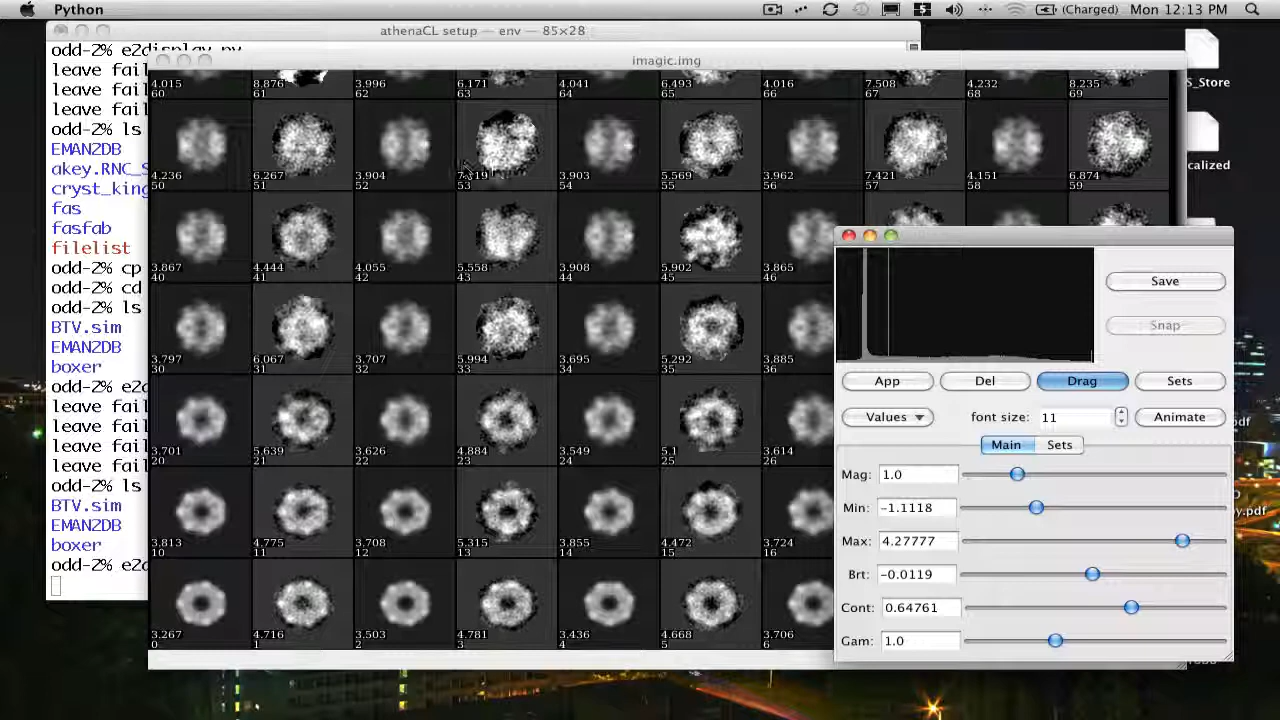 Python
(Charged) Mon 12:13 PM
athenaCL setup — env — 85×28
odd-2% e2display.py
leave fail
leave fail
leave fail
odd-2% ls
EMAN2DB
akey.RNC_S
cryst_king
fas
fasfab
filelist
odd-2% cp
odd-2% cd
odd-2% ls
BTV.sim
EMAN2DB
boxer
odd-2% e2d
leave fail
leave fail
leave fail
leave fail
odd-2% ls
BTV.sim
EMAN2DB
boxer
odd-2% e2d
imagic.img
4.015 8.876 3.996 6.171 4.041 6.493 4.016 7.508 4.232 8.235
60 61 62 63 64 65 66 67 68 69
4.236 6.267 3.904 3.903 5.569 3.962 7.421 4.151 6.874
50 51 52 53 54 55 56 57 58 59
3.867 4.444 4.055 5.558 3.908 5.902 3.865
40 41 42 43 44 45 46
3.797 6.067 3.707 5.994 3.695 5.292 3.885
30 31 32 33 34 35 36
3.701 5.639 3.626 4.884 3.549 5.1 3.614
20 21 22 23 24 25 26
3.813 4.775 3.708 5.315 3.855 4.472 3.724
10 11 12 13 14 15 16
3.267 4.716 3.503 4.781 3.436 4.668 3.706
0 1 2 3 4 5 6
Save
Snap
App Del Drag Sets
Values font size: 11 Animate
Main Sets
Mag: 1.0
Min: -1.1118
Max: 4.27777
Brt: -0.0119
Cont: 0.64761
Gam: 1.0
S_Store
calized
df
y.pdf